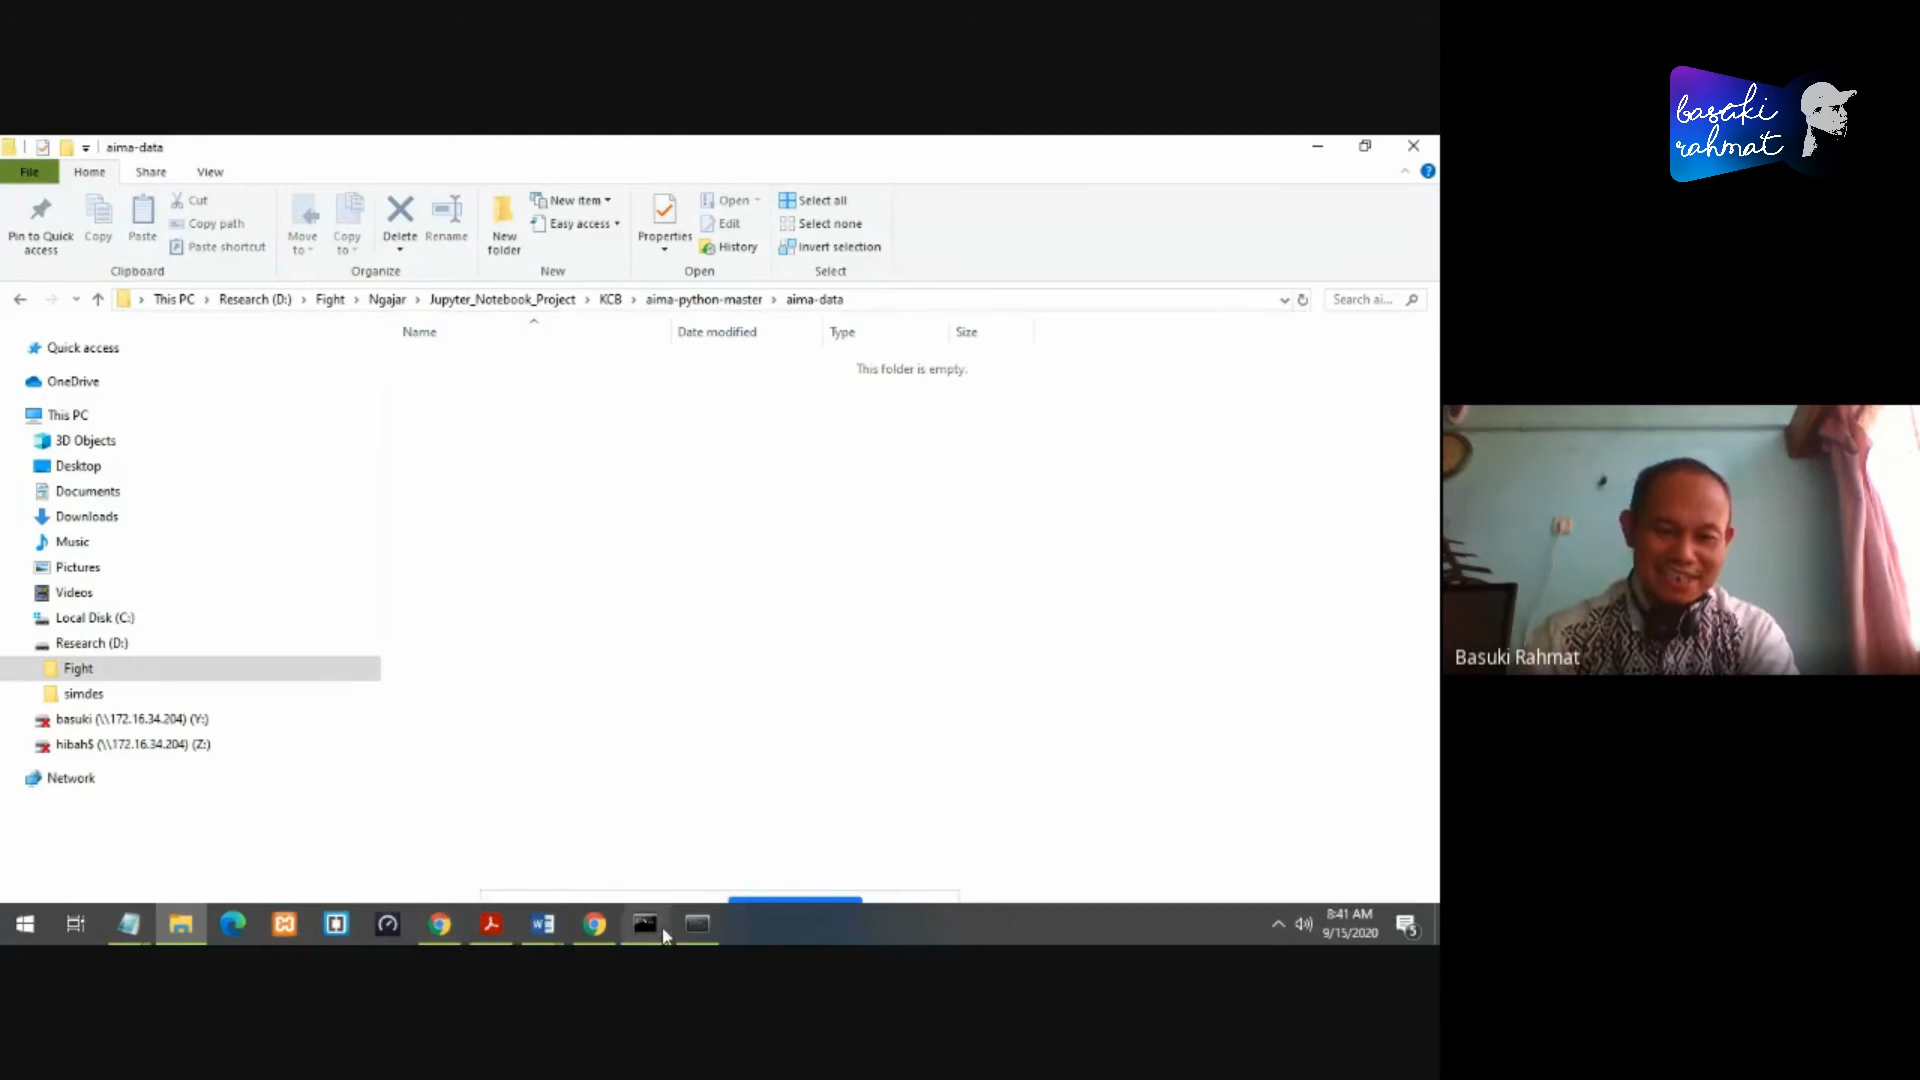 aima-data
File Home Share View
Pin to Quick access
Copy
Paste
Cut
Copy path
Paste shortcut
Clipboard
Move to
Copy to
Delete
Rename
Organize
New folder
New item
Easy access
New
Properties
Open
Edit
History
Open
Select all
Select none
Invert selection
Select
This PC > Research (D:) > Fight > Ngajar > Jupyter_Notebook_Project > KCB > aima-python-master > aima-data
Search ai...
Name Date modified Type Size
This folder is empty.
Quick access
OneDrive
This PC
3D Objects
Desktop
Documents
Downloads
Music
Pictures
Videos
Local Disk (C:)
Research (D:)
Fight
simdes
basuki (\\172.16.34.204) (Y:)
hibah$ (\\172.16.34.204) (Z:)
Network
8:41 AM
9/15/2020
5
basuki
rahmat
Basuki Rahmat